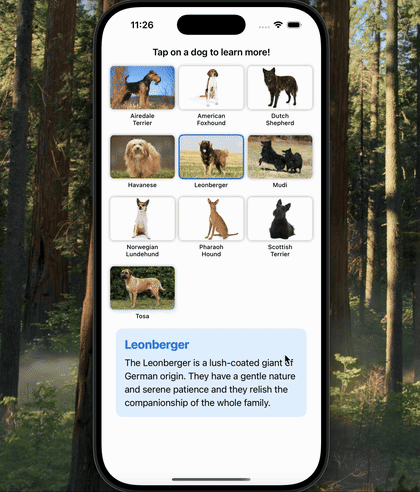 11:26
Tap on a dog to learn more!
Airedale
Terrier
American
Foxhound
Dutch
Shepherd
Havanese
Leonberger
Mudi
Norwegian
Lundehund
Pharaoh
Hound
Scottish
Terrier
Tosa
Leonberger
The Leonberger is a lush-coated giant of
German origin. They have a gentle nature
and serene patience and they relish the
companionship of the whole family.